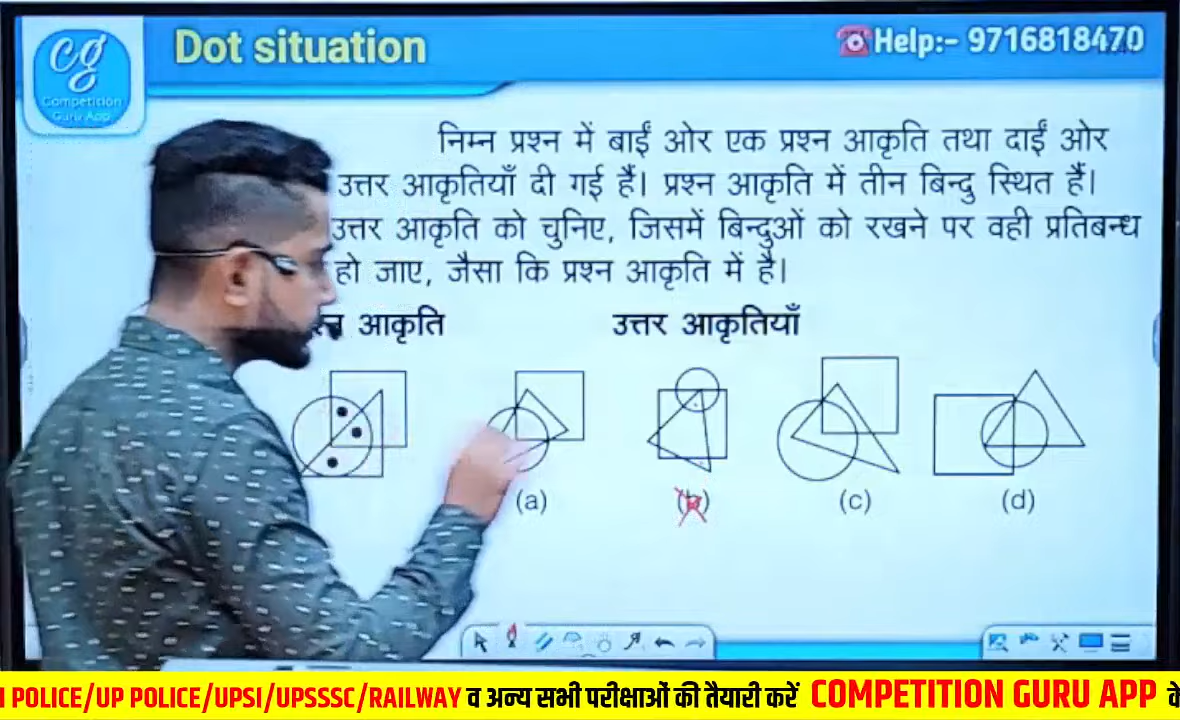 cg
Competition
Guru App
Dot situation
Help:- 9716818470
निम्न प्रश्न में बाईं ओर एक प्रश्न आकृति तथा दाईं ओर
उत्तर आकृतियाँ दी गई हैं। प्रश्न आकृति में तीन बिन्दु स्थित हैं।
उत्तर आकृति को चुनिए, जिसमें बिन्दुओं को रखने पर वही प्रतिबन्ध
हो जाए, जैसा कि प्रश्न आकृति में है।
आकृति उत्तर आकृतियाँ
(a) (b) (c) (d)
POLICE/UP POLICE/UPSI/UPSSSC/RAILWAY व अन्य सभी परीक्षाओं की तैयारी करें COMPETITION GURU APP के